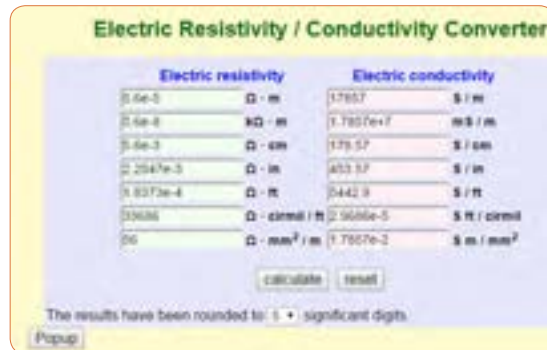 Electric Resistivity / Conductivity Converter
Electric resistivity Electric conductivity
5.6e-5 Ω · m 17857 S / m
5.6e-8 kΩ · m 1.7857e+7 mS / m
5.6e-3 Ω · cm 178.57 S / cm
2.2047e-3 Ω · in 453.57 S / in
1.8373e-4 Ω · ft 5442.9 S / ft
33686 Ω · cirmil / ft 2.9686e-5 S ft / cirmil
56 Ω · mm² / m 1.7857e-2 S m / mm²
calculate reset
The results have been rounded to 5 significant digits.
Popup